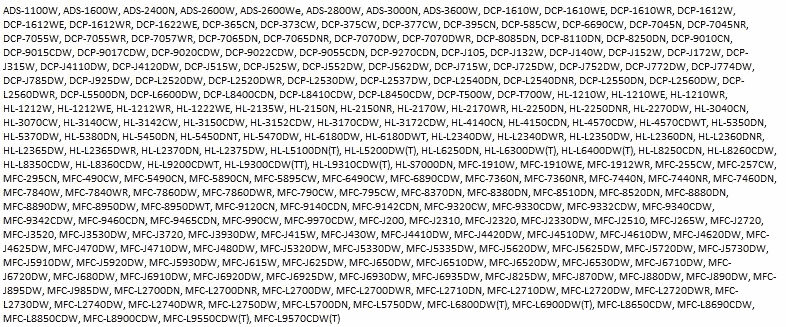 ADS-1100W, ADS-1600W, ADS-2400N, ADS-2600W, ADS-2600We, ADS-2800W, ADS-3000N, ADS-3600W, DCP-1610W, DCP-1610WE, DCP-1610WR, DCP-1612W,
DCP-1612WE, DCP-1612WR, DCP-1622WE, DCP-365CN, DCP-373CW, DCP-375CW, DCP-377CW, DCP-395CN, DCP-585CW, DCP-6690CW, DCP-7045N, DCP-7045NR,
DCP-7055W, DCP-7055WR, DCP-7057WR, DCP-7065DN, DCP-7065DNR, DCP-7070DW, DCP-7070DWR, DCP-8085DN, DCP-8110DN, DCP-8250DN, DCP-9010CN,
DCP-9015CDW, DCP-9017CDW, DCP-9020CDW, DCP-9022CDW, DCP-9055CDN, DCP-9270CDN, DCP-J105, DCP-J132W, DCP-J140W, DCP-J152W, DCP-J172W, DCP-
J315W, DCP-J4110DW, DCP-J4120DW, DCP-J515W, DCP-J525W, DCP-J552DW, DCP-J562DW, DCP-J715W, DCP-J725DW, DCP-J752DW, DCP-J772DW, DCP-J774DW,
DCP-J785DW, DCP-J925DW, DCP-L2520DW, DCP-L2520DWR, DCP-L2530DW, DCP-L2537DW, DCP-L2540DN, DCP-L2540DNR, DCP-L2550DN, DCP-L2560DW, DCP-
L2560DWR, DCP-L5500DN, DCP-L6600DW, DCP-L8400CDN, DCP-L8410CDW, DCP-L8450CDW, DCP-T500W, DCP-T700W, HL-1210W, HL-1210WE, HL-1210WR,
HL-1212W, HL-1212WE, HL-1212WR, HL-1222WE, HL-2135W, HL-2150N, HL-2150NR, HL-2170W, HL-2170WR, HL-2250DN, HL-2250DNR, HL-2270DW, HL-3040CN,
HL-3070CW, HL-3140CW, HL-3142CW, HL-3150CDW, HL-3152CDW, HL-3170CDW, HL-3172CDW, HL-4140CN, HL-4150CDN, HL-4570CDW, HL-4570CDWT, HL-5350DN,
HL-5370DW, HL-5380DN, HL-5450DN, HL-5450DNT, HL-5470DW, HL-6180DW, HL-6180DWT, HL-L2340DW, HL-L2340DWR, HL-L2350DW, HL-L2360DN, HL-L2360DNR,
HL-L2365DW, HL-L2365DWR, HL-L2370DN, HL-L2375DW, HL-L5100DN(T), HL-L5200DW(T), HL-L6250DN, HL-L6300DW(T), HL-L6400DW(T), HL-L8250CDN, HL-L8260CDW,
HL-L8350CDW, HL-L8360CDW, HL-L9200CDWT, HL-L9300CDW(TT), HL-L9310CDW(T), HL-S7000DN, MFC-1910W, MFC-1910WE, MFC-1912WR, MFC-255CW, MFC-257CW,
MFC-295CN, MFC-490CW, MFC-5490CN, MFC-5890CN, MFC-5895CW, MFC-6490CW, MFC-6890CDW, MFC-7360N, MFC-7360NR, MFC-7440N, MFC-7440NR, MFC-7460DN,
MFC-7840W, MFC-7840WR, MFC-7860DW, MFC-7860DWR, MFC-790CW, MFC-795CW, MFC-8370DN, MFC-8380DN, MFC-8510DN, MFC-8520DN, MFC-8880DN,
MFC-8890DW, MFC-8950DW, MFC-8950DWT, MFC-9120CN, MFC-9140CDN, MFC-9142CDN, MFC-9320CW, MFC-9330CDW, MFC-9332CDW, MFC-9340CDW,
MFC-9342CDW, MFC-9460CDN, MFC-9465CDN, MFC-990CW, MFC-9970CDW, MFC-J200, MFC-J2310, MFC-J2320, MFC-J2330DW, MFC-J2510, MFC-J265W, MFC-J2720,
MFC-J3520, MFC-J3530DW, MFC-J3720, MFC-J3930DW, MFC-J415W, MFC-J430W, MFC-J4410DW, MFC-J4420DW, MFC-J4510DW, MFC-J4610DW, MFC-J4620DW, MFC-
J4625DW, MFC-J470DW, MFC-J4710DW, MFC-J480DW, MFC-J5320DW, MFC-J5330DW, MFC-J5335DW, MFC-J5620DW, MFC-J5625DW, MFC-J5720DW, MFC-J5730DW,
MFC-J5910DW, MFC-J5920DW, MFC-J5930DW, MFC-J615W, MFC-J625DW, MFC-J650DW, MFC-J6510DW, MFC-J6520DW, MFC-J6530DW, MFC-J6710DW, MFC-
J6720DW, MFC-J680DW, MFC-J6910DW, MFC-J6920DW, MFC-J6925DW, MFC-J6930DW, MFC-J6935DW, MFC-J825DW, MFC-J870DW, MFC-J880DW, MFC-J890DW, MFC-
J895DW, MFC-J985DW, MFC-L2700DN, MFC-L2700DNR, MFC-L2700DW, MFC-L2700DWR, MFC-L2710DN, MFC-L2710DW, MFC-L2720DW, MFC-L2720DWR, MFC-
L2730DW, MFC-L2740DW, MFC-L2740DWR, MFC-L2750DW, MFC-L5700DN, MFC-L5750DW, MFC-L6800DW(T), MFC-L6900DW(T), MFC-L8650CDW, MFC-L8690CDW,
MFC-L8850CDW, MFC-L8900CDW, MFC-L9550CDW(T), MFC-L9570CDW(T)